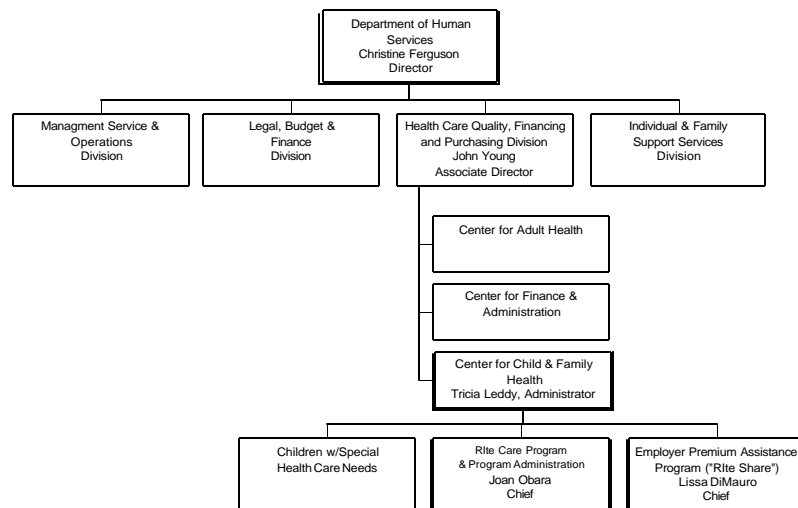 Department of Human
Services
Christine Ferguson
Director
Managment Service &
Operations
Division
Legal, Budget &
Finance
Division
Health Care Quality, Financing
and Purchasing Division
John Young
Associate Director
Individual & Family
Support Services
Division
Center for Adult Health
Center for Finance &
Administration
Center for Child & Family
Health
Tricia Leddy, Administrator
Children w/Special
Health Care Needs
RIte Care Program
& Program Administration
Joan Obara
Chief
Employer Premium Assistance
Program ("RIte Share")
Lissa DiMauro
Chief